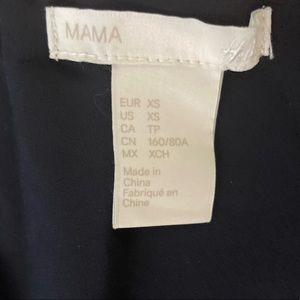 MAMA
EUR XS
US XS
CA TP
CN 160/80A
MX XCH
Made in
China
Fabriqué en
Chine